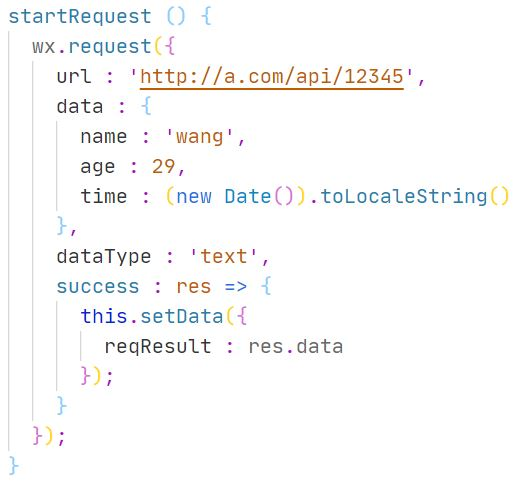 startRequest () {
  wx.request({
    url : 'http://a.com/api/12345',
    data : {
      name : 'wang',
      age : 29,
      time : (new Date()).toLocaleString()
    },
    dataType : 'text',
    success : res => {
      this.setData({
        reqResult : res.data
      });
    }
  });
}